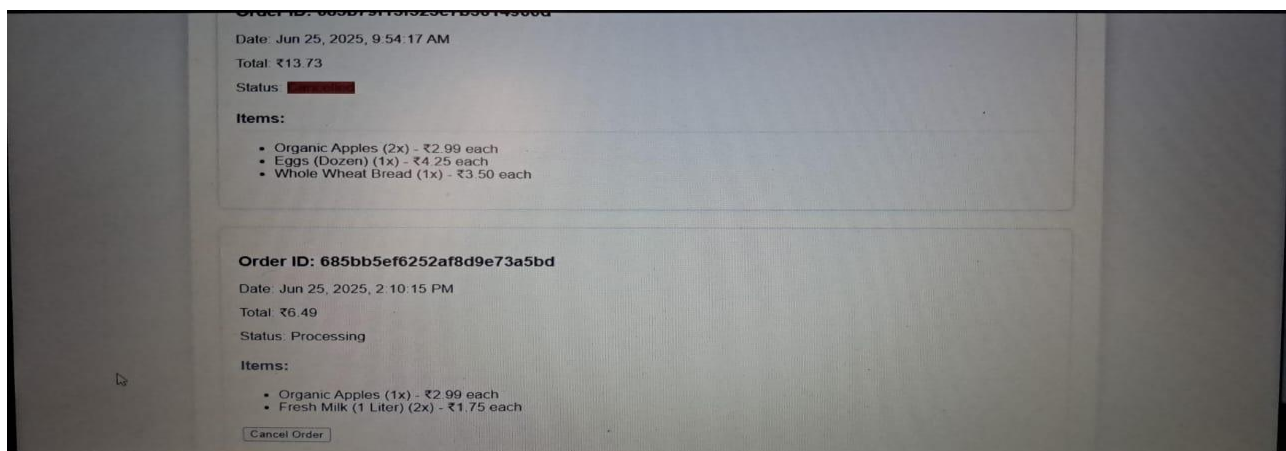 Order ID:
Date: Jun 25, 2025, 9:54:17 AM
Total: ₹13.73
Status: Cancelled
Items:
• Organic Apples (2x) - ₹2.99 each
• Eggs (Dozen) (1x) - ₹4.25 each
• Whole Wheat Bread (1x) - ₹3.50 each
Order ID: 685bb5ef6252af8d9e73a5bd
Date: Jun 25, 2025, 2:10:15 PM
Total: ₹6.49
Status: Processing
Items:
• Organic Apples (1x) - ₹2.99 each
• Fresh Milk (1 Liter) (2x) - ₹1.75 each
Cancel Order